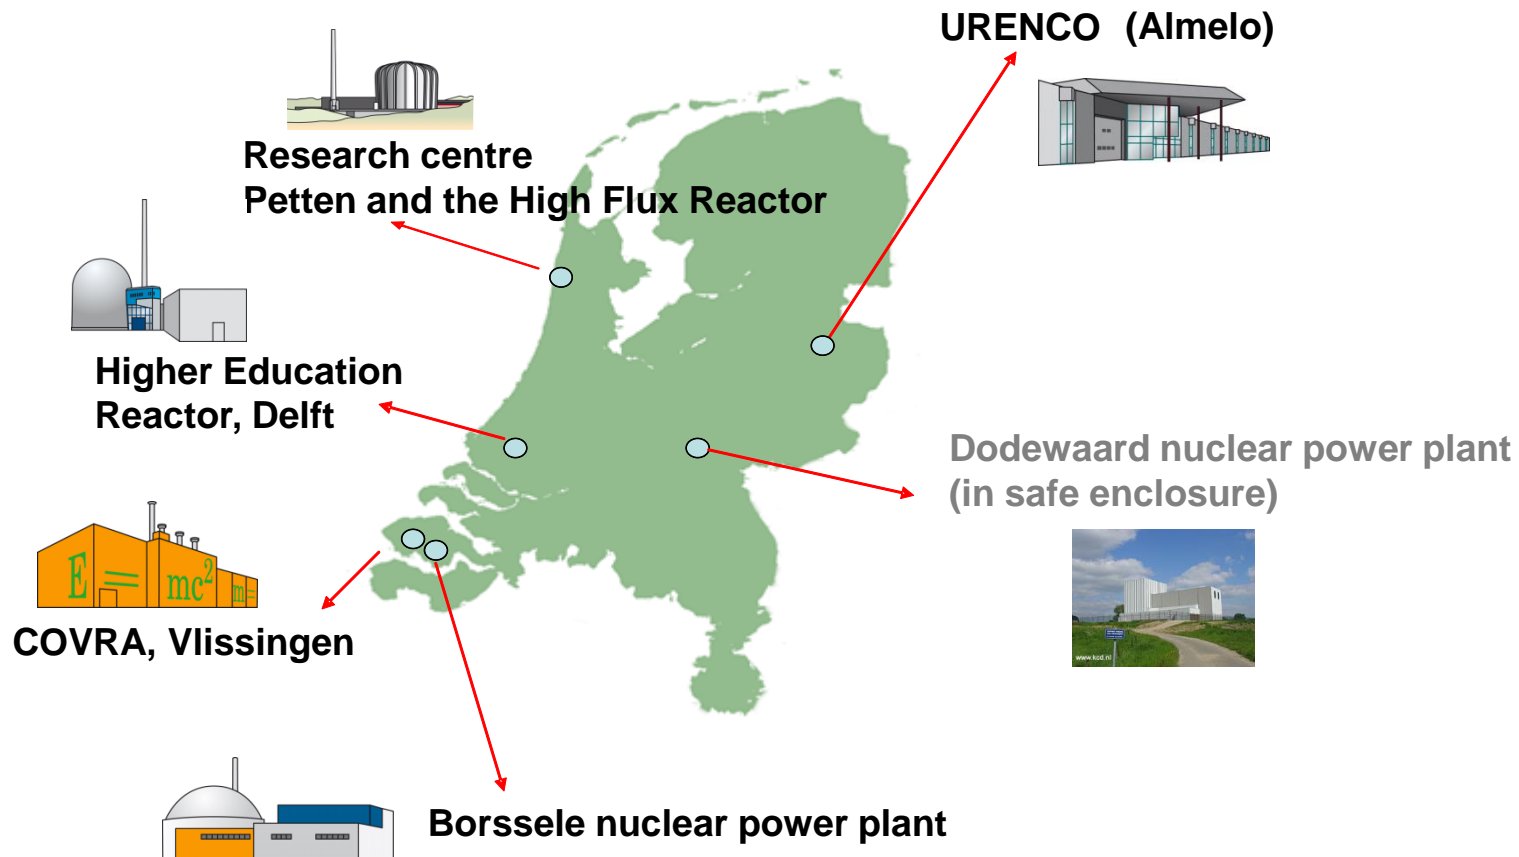 URENCO (Almelo)
Research centre
Petten and the High Flux Reactor
Higher Education
Reactor, Delft
Dodewaard nuclear power plant
(in safe enclosure)
E = mc² m=
COVRA, Vlissingen
www.kcd.nl
Borssele nuclear power plant